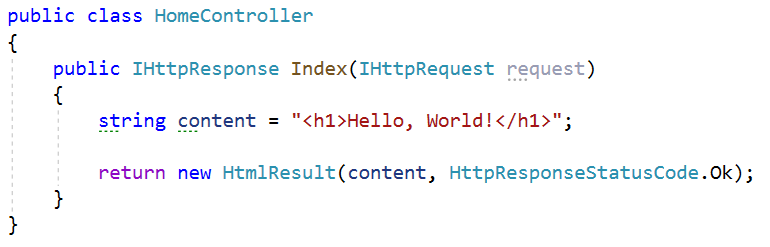 public class HomeController
{
    public IHttpResponse Index(IHttpRequest request)
    {
        string content = "<h1>Hello, World!</h1>";

        return new HtmlResult(content, HttpResponseStatusCode.Ok);
    }
}